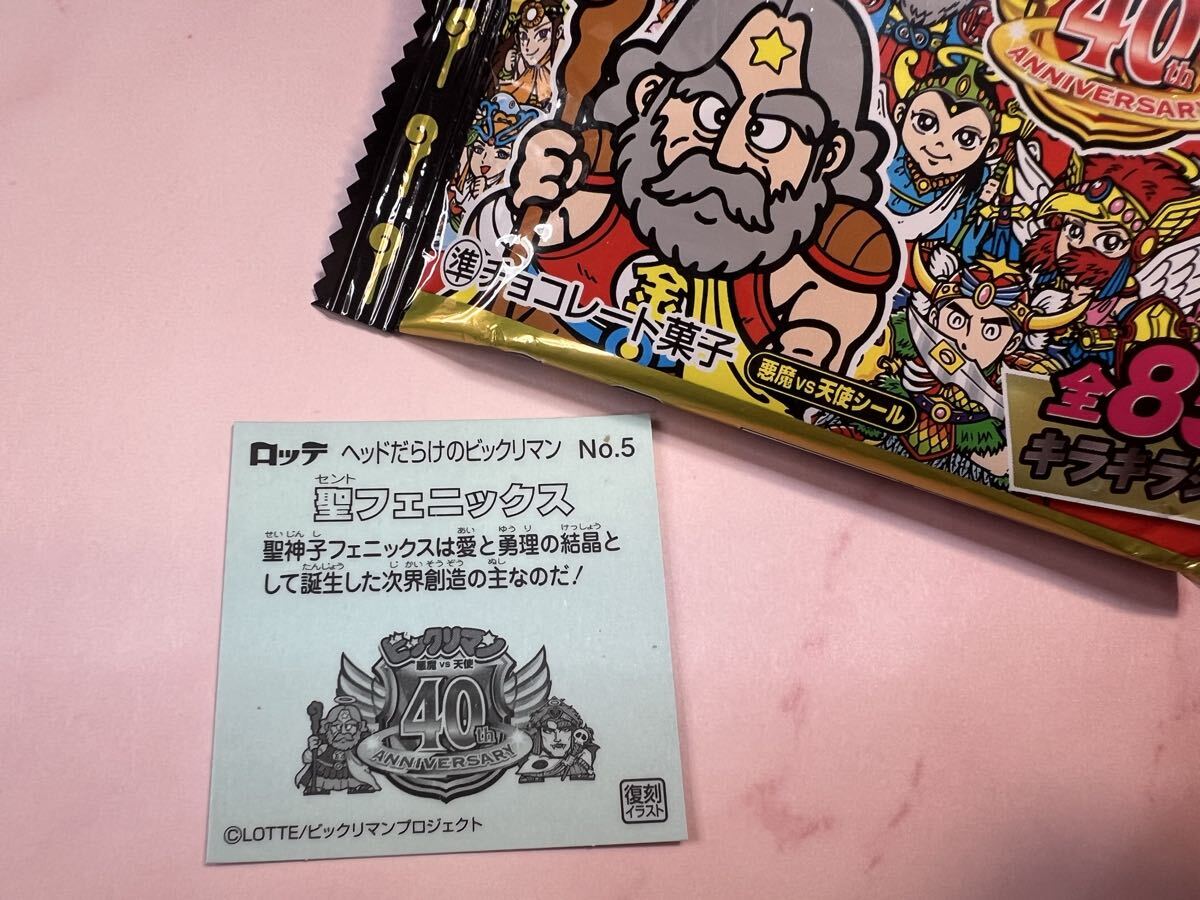 40th
ANNIVERSARY
準チョコレート菓子
金
悪魔VS天使シール
全8
キラキラ
ロッテ ヘッドだらけのビックリマン No.5
セント
聖フェニックス
せいじんし あい ゆうり けっしょう
聖神子フェニックスは愛と勇理の結晶と
たんじょう じかいそうぞう ぬし
して誕生した次界創造の主なのだ!
ビックリマン
悪魔VS天使
40th
ANNIVERSARY
復刻
イラスト
©LOTTE/ビックリマンプロジェクト